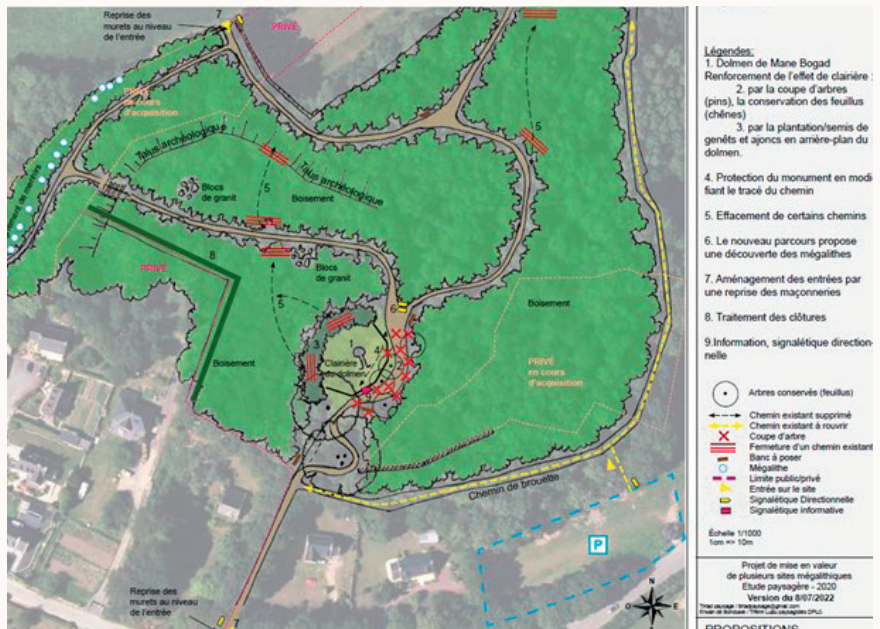 Reprise des
murets au niveau
de l'entrée
7
PRIVÉ
PRIVÉ
en cours
d'acquisition
Talus archéologique
Talus archéologique
5
5
5
Blocs
de granit
Boisement
8
PRIVÉ
Blocs
de granit
5
6
Boisement
Boisement
3
1
4
2
Clairière
du dolmen
PRIVÉ
en cours
d'acquisition
Chemin de brouette
P
Reprise des
murets au niveau
de l'entrée
7
N
O
E
S
Légendes:
1. Dolmen de Mane Bogad
Renforcement de l'effet de clairière :
2. par la coupe d'arbres
(pins), la conservation des feuillus
(chênes)
3. par la plantation/semis de
genêts et ajoncs en arrière-plan du
dolmen.
4. Protection du monument en modi
fiant le tracé du chemin
5. Effacement de certains chemins
6. Le nouveau parcours propose
une découverte des mégalithes
7. Aménagement des entrées par
une reprise des maçonneries
8. Traitement des clôtures
9.Information, signalétique direction-
nelle
Arbres conservés (feuillus)
Chemin existant supprimé
Chemin existant à rouvrir
Coupe d'arbre
Fermeture d'un chemin existant
Banc à poser
Mégalithe
Limite public/privé
Entrée sur le site
Signalétique Directionnelle
Signalétique informative
Échelle 1/1000
1cm => 10m
Projet de mise en valeur
de plusieurs sites mégalithiques
Etude paysagère - 2020
Version du 8/07/2022
PROPOSITIONS